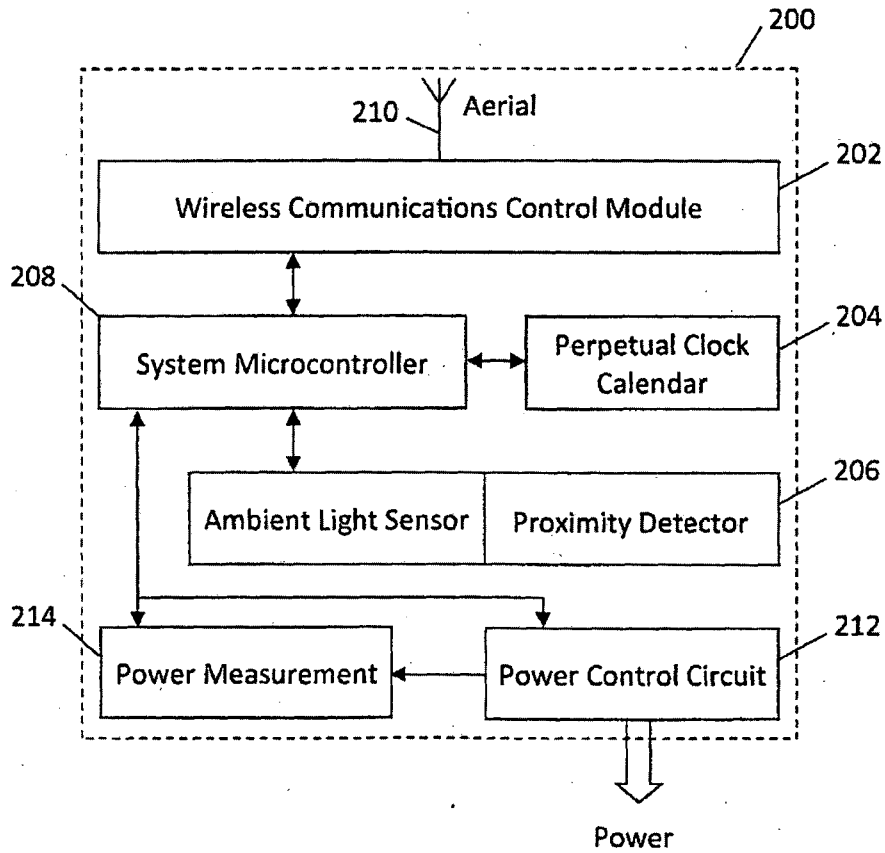 200
210
Aerial
202
Wireless Communications Control Module
208
204
System Microcontroller
Perpetual Clock
Calendar
206
Ambient Light Sensor
Proximity Detector
214
212
Power Measurement
Power Control Circuit
Power